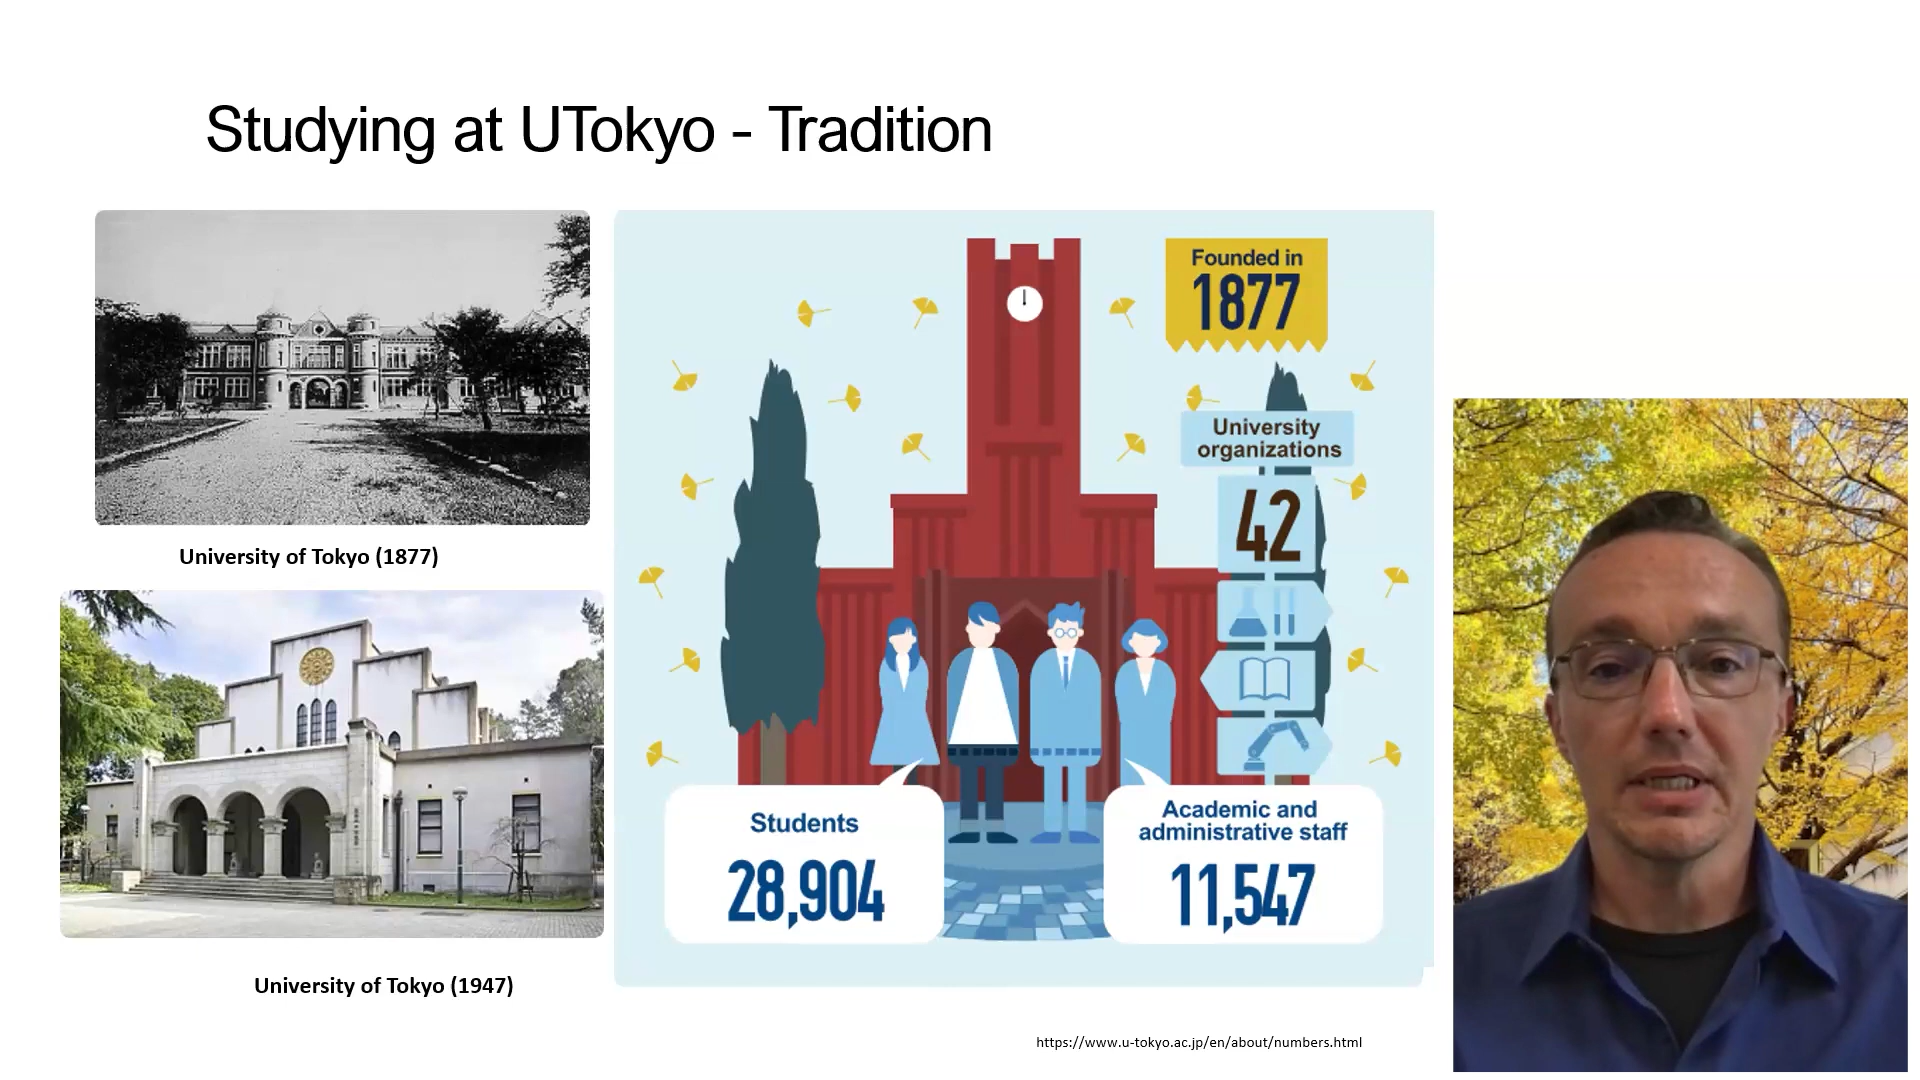 Studying at UTokyo - Tradition
University of Tokyo (1877)
University of Tokyo (1947)
Founded in
1877
University
organizations
42
Students
28,904
Academic and
administrative staff
11,547
https://www.u-tokyo.ac.jp/en/about/numbers.html